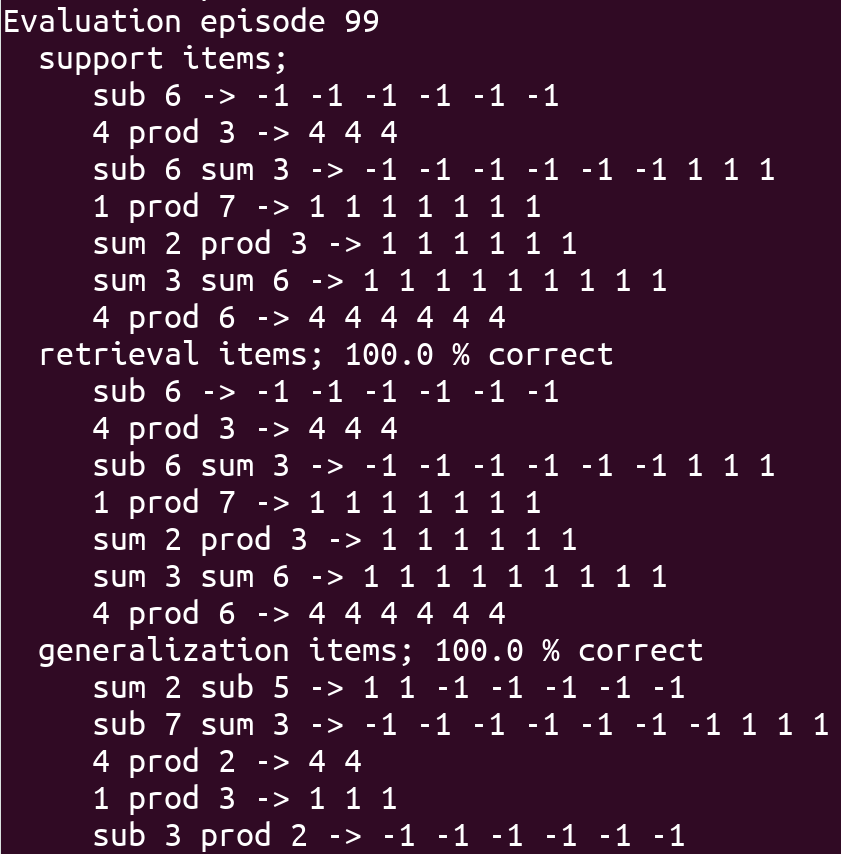 Evaluation episode 99
support items;
sub 6 -> -1 -1 -1 -1 -1 -1
4 prod 3 -> 4 4 4
sub 6 sum 3 -> -1 -1 -1 -1 -1 -1 1 1 1
1 prod 7 -> 1 1 1 1 1 1 1
sum 2 prod 3 -> 1 1 1 1 1 1
sum 3 sum 6 -> 1 1 1 1 1 1 1 1 1
4 prod 6 -> 4 4 4 4 4 4
retrieval items; 100.0 % correct
sub 6 -> -1 -1 -1 -1 -1 -1
4 prod 3 -> 4 4 4
sub 6 sum 3 -> -1 -1 -1 -1 -1 -1 1 1 1
1 prod 7 -> 1 1 1 1 1 1 1
sum 2 prod 3 -> 1 1 1 1 1 1
sum 3 sum 6 -> 1 1 1 1 1 1 1 1 1
4 prod 6 -> 4 4 4 4 4 4
generalization items; 100.0 % correct
sum 2 sub 5 -> 1 1 -1 -1 -1 -1 -1
sub 7 sum 3 -> -1 -1 -1 -1 -1 -1 -1 1 1 1
4 prod 2 -> 4 4
1 prod 3 -> 1 1 1
sub 3 prod 2 -> -1 -1 -1 -1 -1 -1